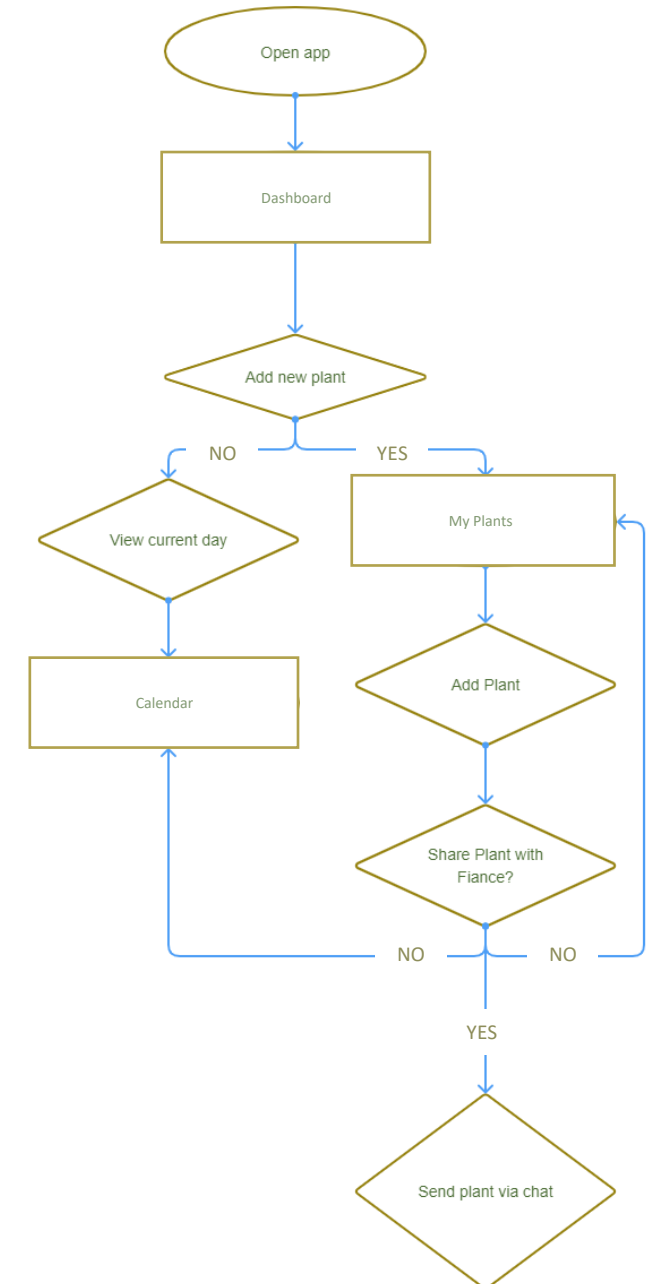 Open app
Dashboard
Add new plant
NO
YES
View current day
My Plants
Calendar
Add Plant
Share Plant with
Fiance?
NO
NO
YES
Send plant via chat